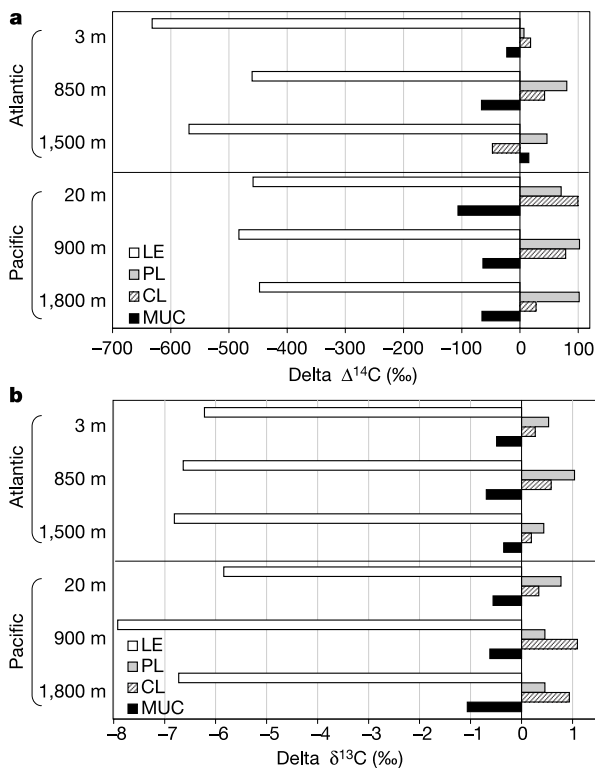 a
Atlantic
3 m
850 m
1,500 m
Pacific
20 m
900 m
1,800 m
LE
PL
CL
MUC
–700 –600 –500 –400 –300 –200 –100 0 100
Delta Δ¹⁴C (‰)
b
Atlantic
3 m
850 m
1,500 m
Pacific
20 m
900 m
1,800 m
LE
PL
CL
MUC
–8 –7 –6 –5 –4 –3 –2 –1 0 1
Delta δ¹³C (‰)